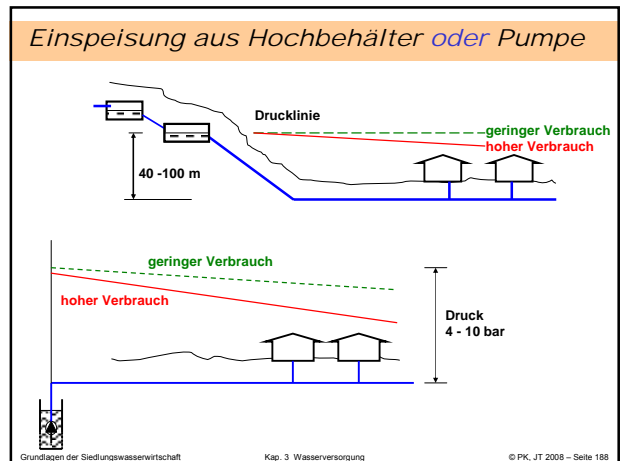 Einspeisung aus Hochbehälter oder Pumpe
Drucklinie
geringer Verbrauch
hoher Verbrauch
40 -100 m
geringer Verbrauch
hoher Verbrauch
Druck
4 - 10 bar
Grundlagen der Siedlungswasserwirtschaft
Kap. 3 Wasserversorgung
© PK, JT 2008 – Seite 188